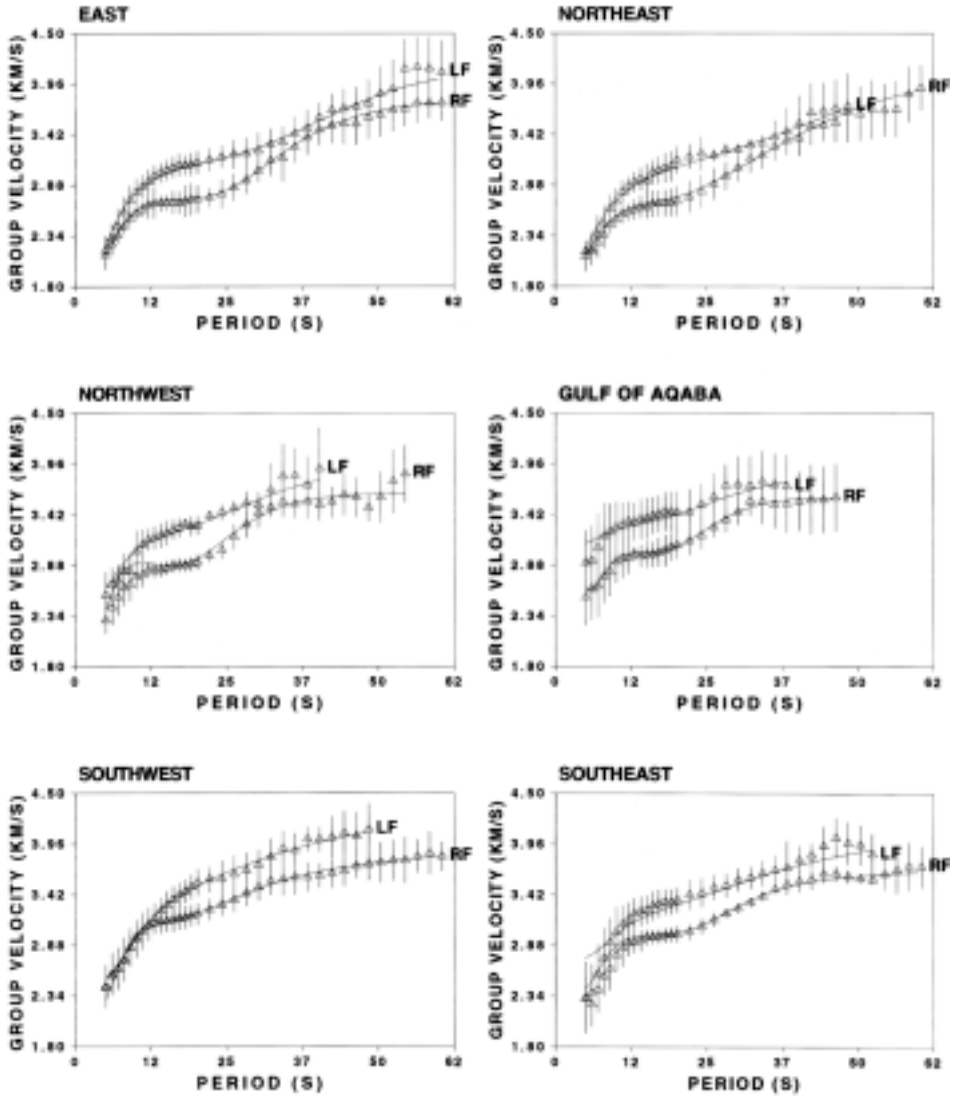 EAST
GROUP VELOCITY (KM/S)
4.50
3.96
3.42
2.88
2.34
1.80
LF
RF
0 12 25 37 50 62
PERIOD (S)
NORTHEAST
GROUP VELOCITY (KM/S)
4.50
3.96
3.42
2.88
2.34
1.80
RF
LF
0 12 25 37 50 62
PERIOD (S)
NORTHWEST
GROUP VELOCITY (KM/S)
4.50
3.96
3.42
2.88
2.34
1.80
LF
RF
0 12 25 37 50 62
PERIOD (S)
GULF OF AQABA
GROUP VELOCITY (KM/S)
4.50
3.96
3.42
2.88
2.34
1.80
LF
RF
0 12 25 37 50 62
PERIOD (S)
SOUTHWEST
GROUP VELOCITY (KM/S)
4.50
3.96
3.42
2.88
2.34
1.80
LF
RF
0 12 25 37 50 62
PERIOD (S)
SOUTHEAST
GROUP VELOCITY (KM/S)
4.50
3.96
3.42
2.88
2.34
1.80
LF
RF
0 12 25 37 50 62
PERIOD (S)